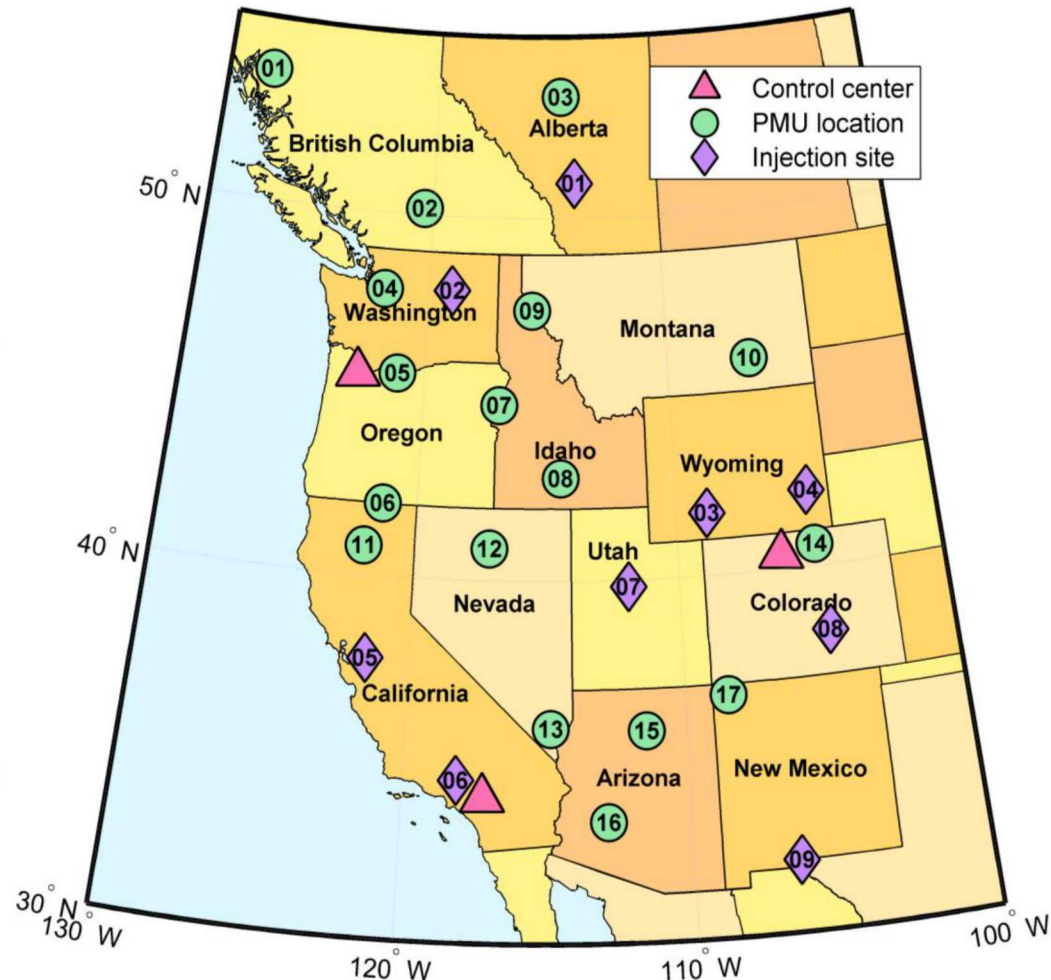 01
03
Control center
PMU location
Injection site
Alberta
British Columbia
50° N
01
02
04
02
Washington
09
Montana
10
05
07
Oregon
Idaho
08
Wyoming
04
03
06
40° N
11
12
Utah
14
07
Nevada
Colorado
08
05
California
17
13
15
06
Arizona
New Mexico
16
09
30° N
130° W
120° W
110° W
100° W